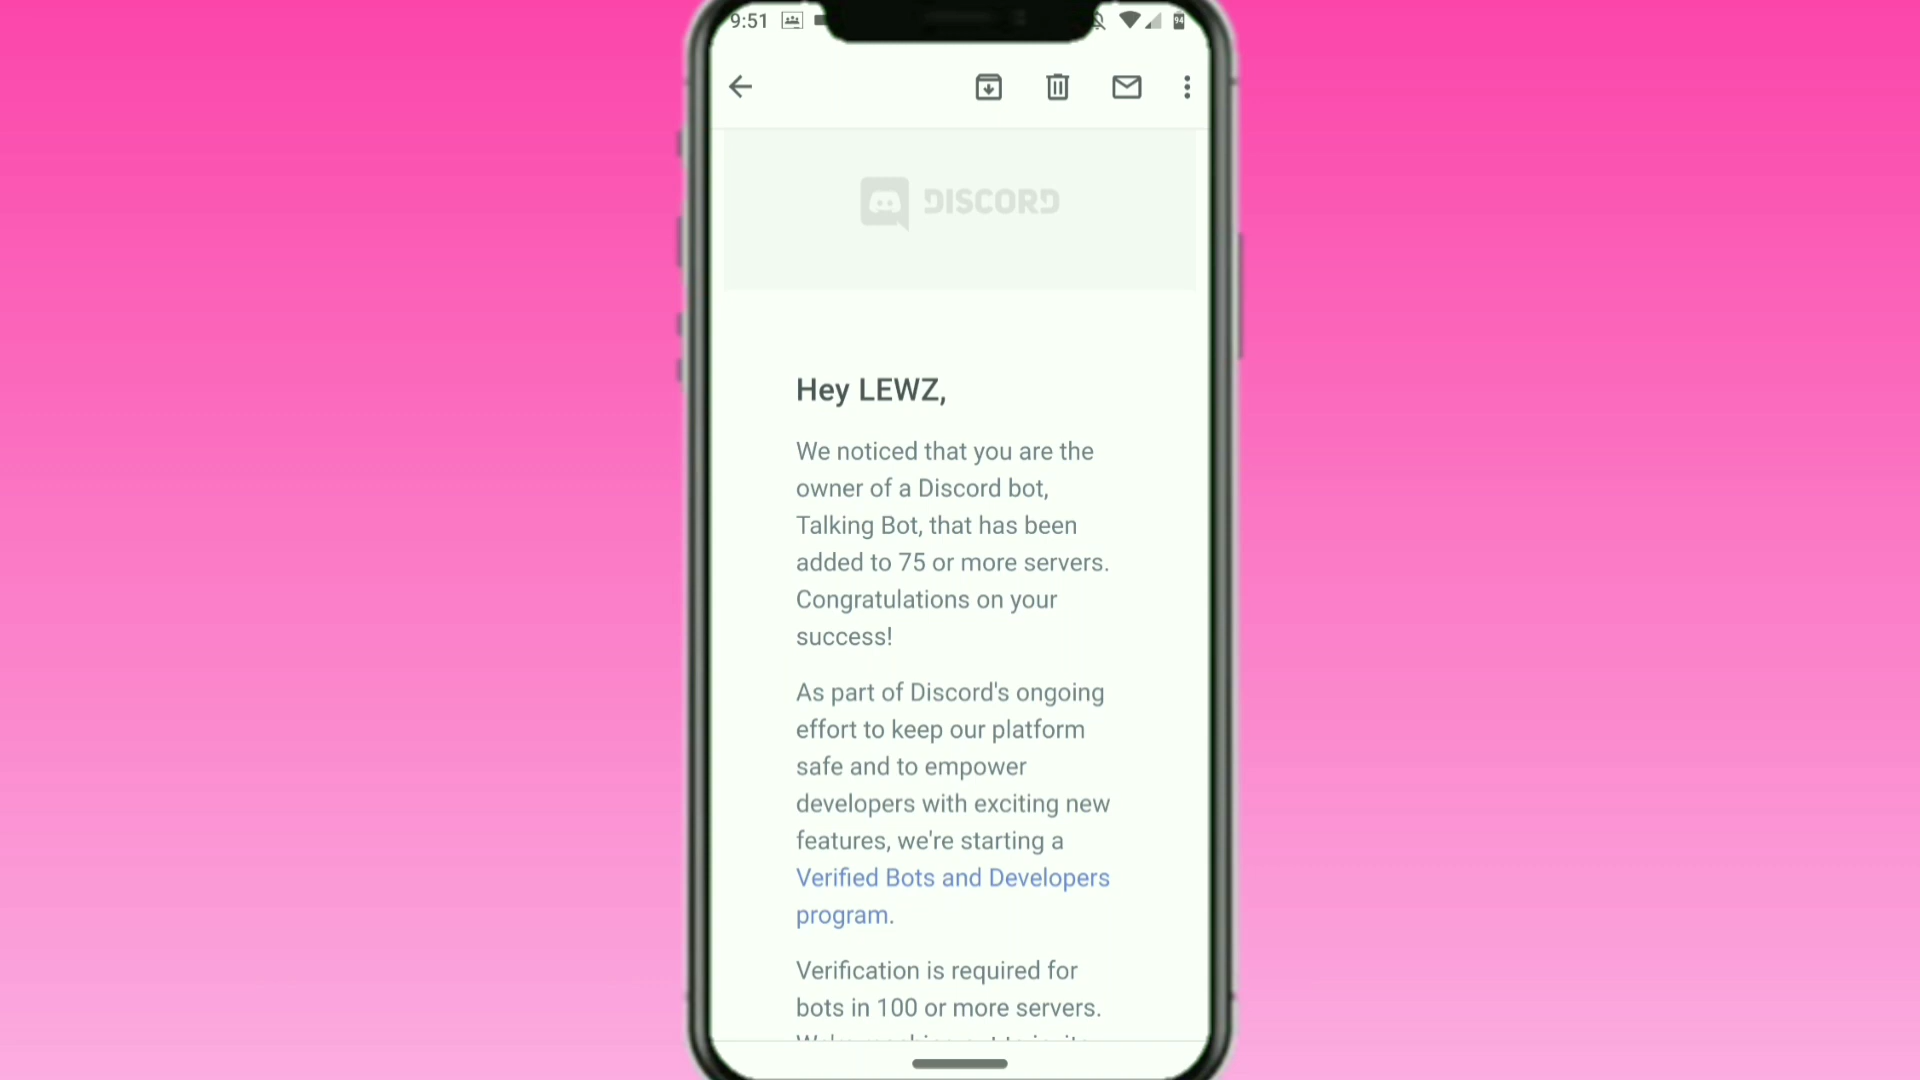 9:51
94
DISCORD
Hey LEWZ,
We noticed that you are the
owner of a Discord bot,
Talking Bot, that has been
added to 75 or more servers.
Congratulations on your
success!
As part of Discord's ongoing
effort to keep our platform
safe and to empower
developers with exciting new
features, we're starting a
Verified Bots and Developers
program.
Verification is required for
bots in 100 or more servers.